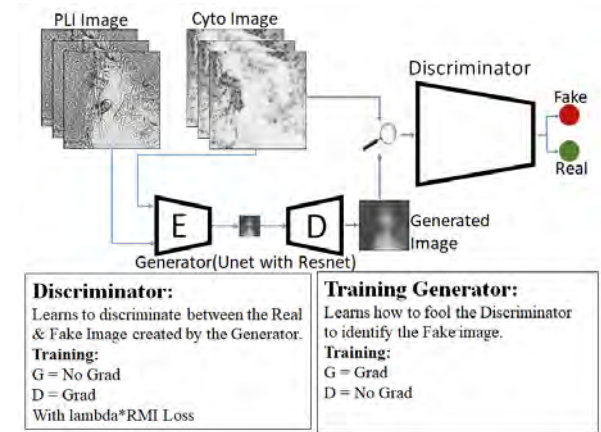 PLI Image
Cyto Image
Discriminator
Fake
Real
E
D
Generated
Image
Generator(Unet with Resnet)
Discriminator:
Learns to discriminate between the Real
& Fake Image created by the Generator.
Training:
G = No Grad
D = Grad
With lambda*RMI Loss
Training Generator:
Learns how to fool the Discriminator
to identify the Fake image.
Training:
G = Grad
D = No Grad